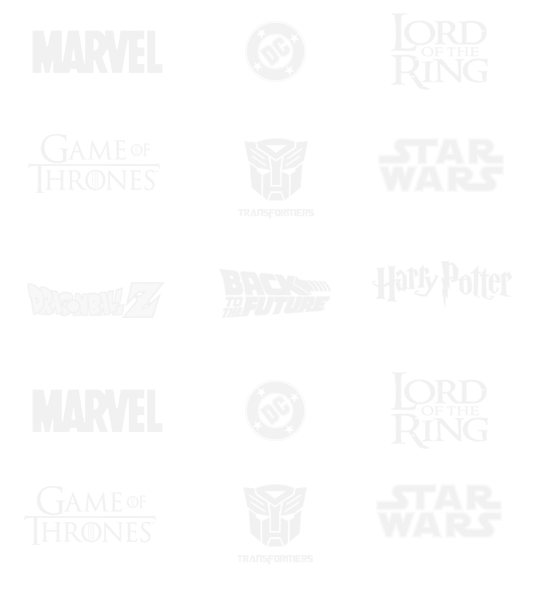 MARVEL
DC
LORD
OF THE
RING
GAME OF
THRONES
TRANSFORMERS
STAR
WARS
DRAGONBALL Z
BACK
TO THE
FUTURE
Harry Potter
MARVEL
DC
LORD
OF THE
RING
GAME OF
THRONES
TRANSFORMERS
STAR
WARS